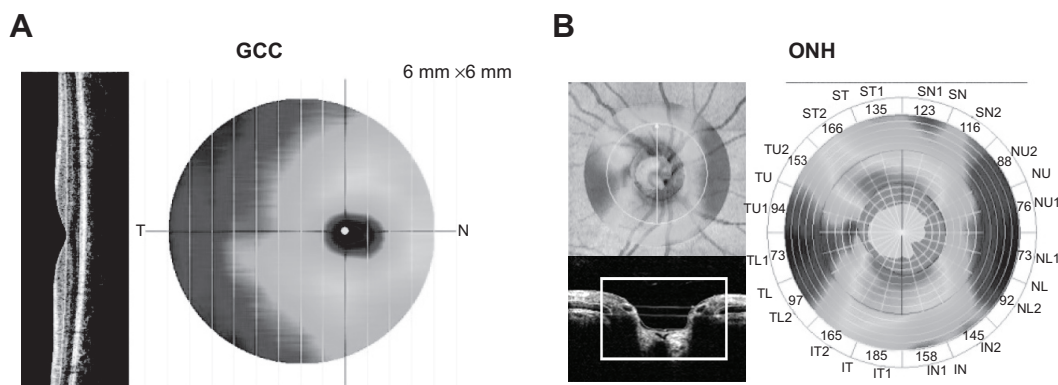 A
GCC
6 mm ×6 mm
T
N
B
ONH
ST ST1 SN1 SN
135 123
ST2 166 116 SN2
TU2 153 88 NU2
TU NU
TU1 94 76 NU1
TL1 73 73 NL1
TL NL
TL2 97 92 NL2
IT2 165 145 IN2
IT 185 158 IN
IT1 IN1